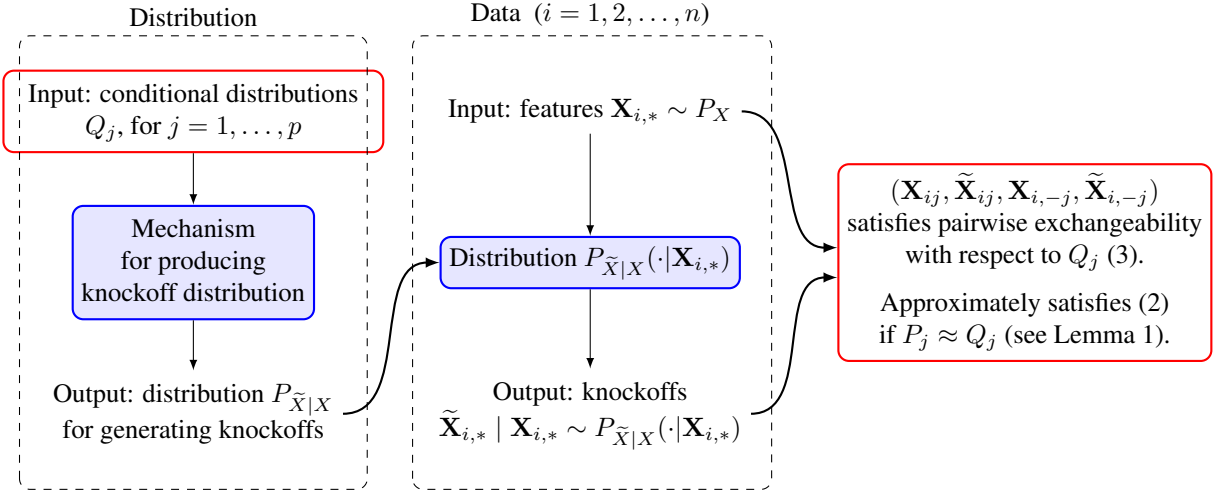 Distribution
Input: conditional distributions
Q_j, for j = 1, . . . , p
Mechanism
for producing
knockoff distribution
Output: distribution P_{X̃|X}
for generating knockoffs
Data (i = 1, 2, . . . , n)
Input: features X_{i,∗} ∼ P_X
Distribution P_{X̃|X}(·|X_{i,∗})
Output: knockoffs
X̃_{i,∗} | X_{i,∗} ∼ P_{X̃|X}(·|X_{i,∗})
(X_{ij}, X̃_{ij}, X_{i,−j}, X̃_{i,−j})
satisfies pairwise exchangeability
with respect to Q_j (3).
Approximately satisfies (2)
if P_j ≈ Q_j (see Lemma 1).